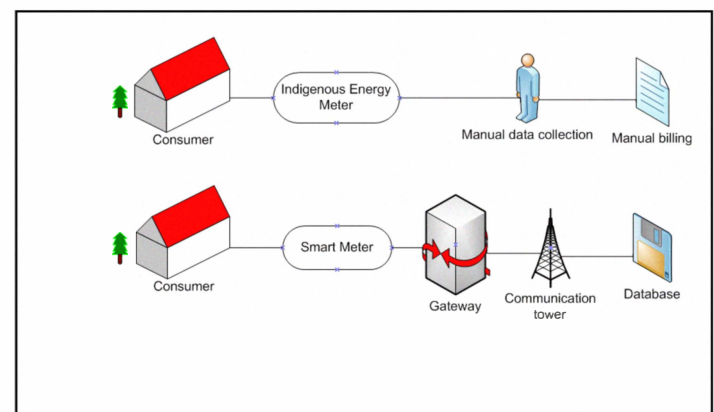 Indigenous Energy
Meter
Consumer
Manual data collection
Manual billing
Smart Meter
Consumer
Gateway
Communication
tower
Database